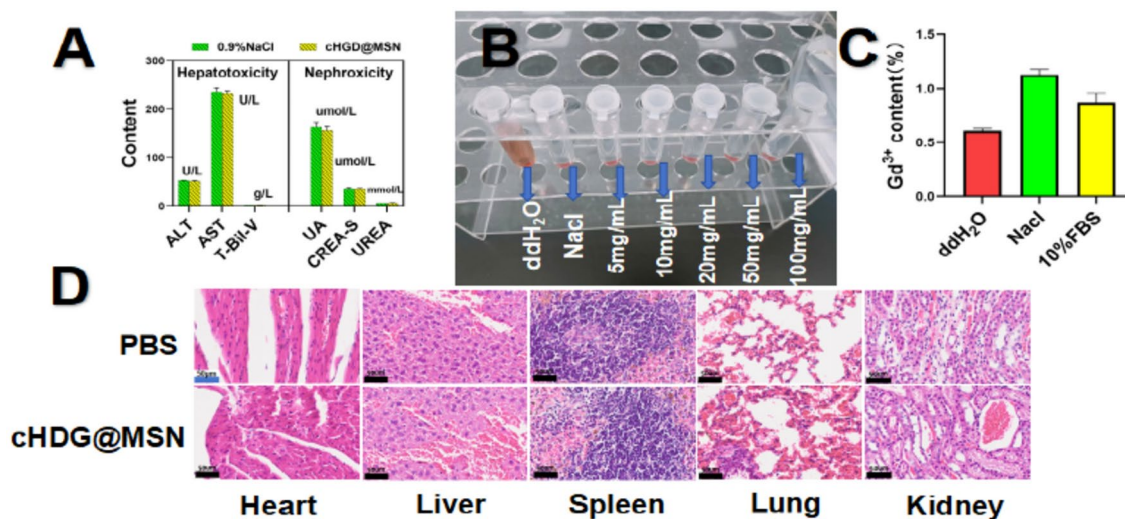 A
0.9%NaCl
cHGD@MSN
Hepatotoxicity
Nephroxicity
Content
300
200
100
0
U/L
U/L
g/L
umol/L
umol/L
mmol/L
ALT
AST
T-Bil-V
UA
CREA-S
UREA
B
ddH₂O
Nacl
5mg/mL
10mg/mL
20mg/mL
50mg/mL
100mg/mL
C
Gd³⁺ content(%)
1.5
1.0
0.5
0.0
ddH₂O
Nacl
10%FBS
D
PBS
cHDG@MSN
50μm
Heart
Liver
Spleen
Lung
Kidney